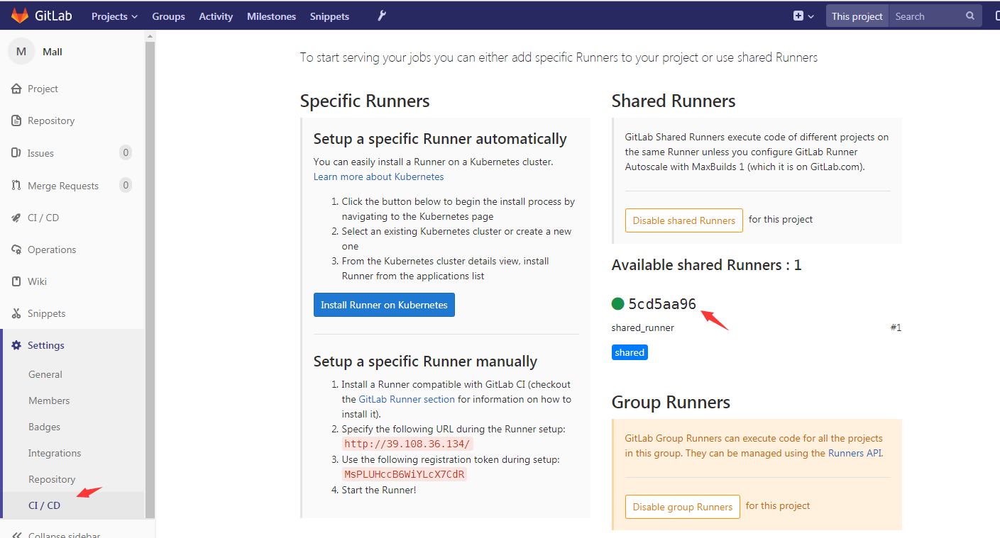 GitLab Projects Groups Activity Milestones Snippets This project Search
M Mall
Project
Repository
Issues 0
Merge Requests 0
CI / CD
Operations
Wiki
Snippets
Settings
General
Members
Badges
Integrations
Repository
CI / CD
Collapse sidebar
To start serving your jobs you can either add specific Runners to your project or use shared Runners
Specific Runners
Setup a specific Runner automatically
You can easily install a Runner on a Kubernetes cluster.
Learn more about Kubernetes
1. Click the button below to begin the install process by
navigating to the Kubernetes page
2. Select an existing Kubernetes cluster or create a new
one
3. From the Kubernetes cluster details view, install
Runner from the applications list
Install Runner on Kubernetes
Setup a specific Runner manually
1. Install a Runner compatible with GitLab CI (checkout
the GitLab Runner section for information on how to
install it).
2. Specify the following URL during the Runner setup:
http://39.108.36.134/
3. Use the following registration token during setup:
MsPLUHccB6WiYLcX7CdR
4. Start the Runner!
Shared Runners
GitLab Shared Runners execute code of different projects on
the same Runner unless you configure GitLab Runner
Autoscale with MaxBuilds 1 (which it is on GitLab.com).
Disable shared Runners for this project
Available shared Runners : 1
5cd5aa96
shared_runner #1
shared
Group Runners
GitLab Group Runners can execute code for all the projects
in this group. They can be managed using the Runners API.
Disable group Runners for this project